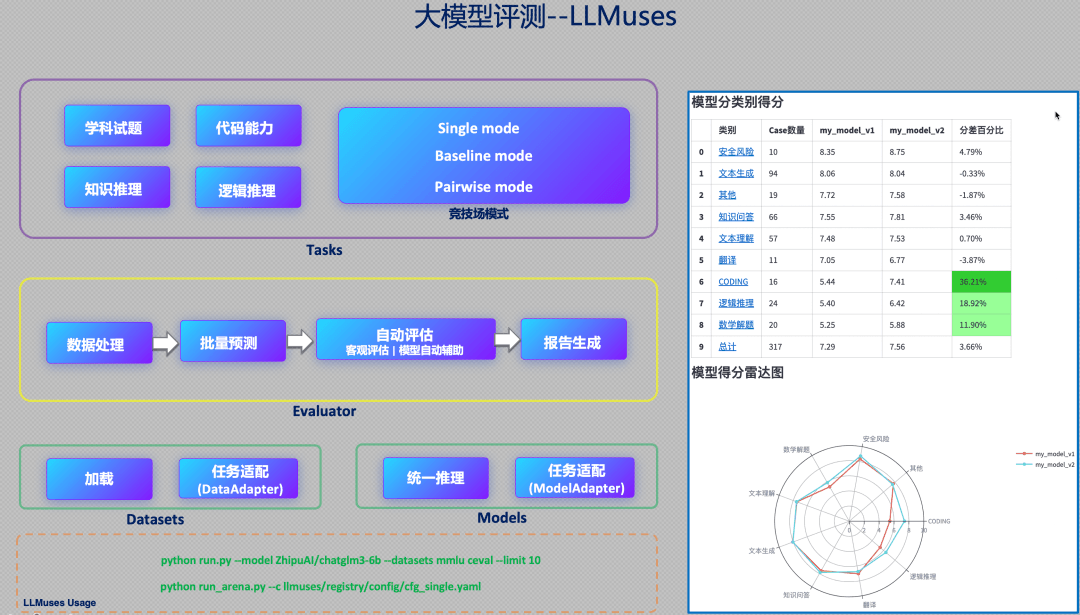 大模型评测--LLMuses
学科试题
代码能力
知识推理
逻辑推理
Single mode
Baseline mode
Pairwise mode
竞技场模式
Tasks
数据处理
批量预测
自动评估
客观评估 | 模型自动辅助
报告生成
Evaluator
加载
任务适配
(DataAdapter)
Datasets
统一推理
任务适配
(ModelAdapter)
Models
python run.py --model ZhipuAI/chatglm3-6b --datasets mmlu ceval --limit 10
python run_arena.py --c llmuses/registry/config/cfg_single.yaml
LLMuses Usage
模型分类别得分
类别 Case数量 my_model_v1 my_model_v2 分差百分比
0 安全风险 10 8.35 8.75 4.79%
1 文本生成 94 8.06 8.04 -0.33%
2 其他 19 7.72 7.58 -1.87%
3 知识问答 66 7.55 7.81 3.46%
4 文本理解 57 7.48 7.53 0.70%
5 翻译 11 7.05 6.77 -3.87%
6 CODING 16 5.44 7.41 36.21%
7 逻辑推理 24 5.40 6.42 18.92%
8 数学解题 20 5.25 5.88 11.90%
9 总计 317 7.29 7.56 3.66%
模型得分雷达图
安全风险
数学解题
其他
文本理解
CODING
0 2 4 6 8 10
文本生成
逻辑推理
知识问答
翻译
my_model_v1
my_model_v2